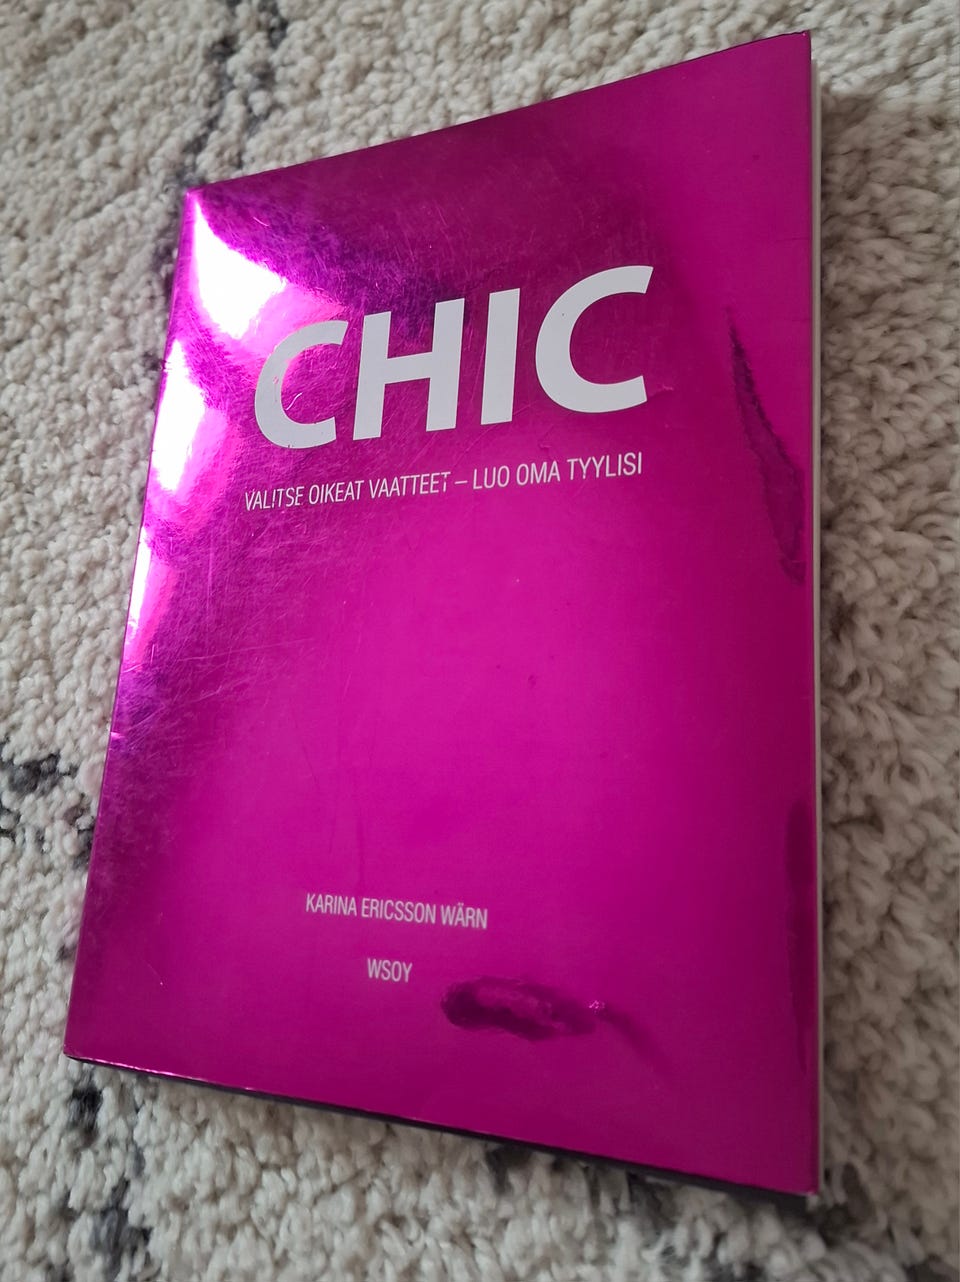 CHIC
VALITSE OIKEAT VAATTEET – LUO OMA TYYLISI
KARINA ERICSSON WÄRN
WSOY